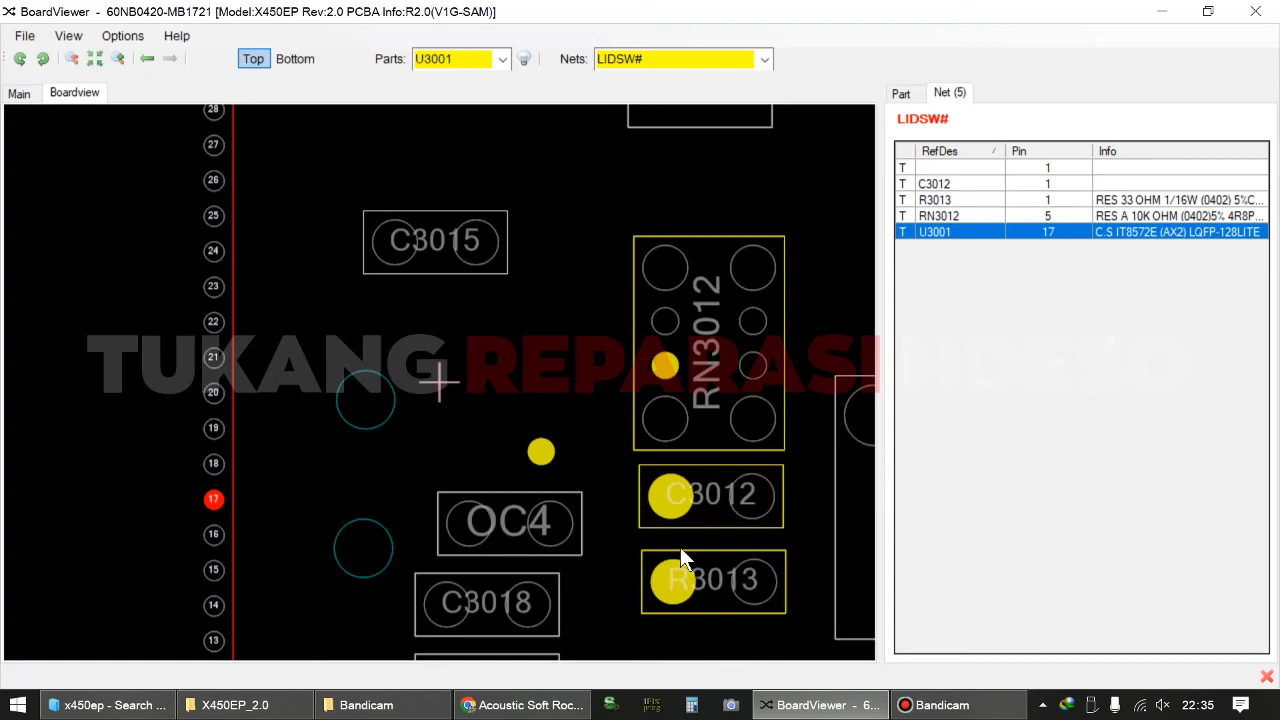 BoardViewer - 60NB0420-MB1721 [Model:X450EP Rev:2.0 PCBA Info:R2.0(V1G-SAM)]
File View Options Help
Top Bottom Parts: U3001 Nets: LIDSW#
Main Boardview
Part Net (5)
LIDSW#
RefDes / Pin Info
T 1
T C3012 1
T R3013 1 RES 33 OHM 1/16W (0402) 5%C...
T RN3012 5 RES A 10K OHM (0402)5% 4R8P...
T U3001 17 C.S IT8572E (AX2) LQFP-128LITE
28
27
26
25
24
23
22
21
20
19
18
17
16
15
14
13
C3015
RN3012
TUKANG REPARASI INDESO
C3012
OC4
R3013
C3018
x450ep - Search ...
X450EP_2.0
Bandicam
Acoustic Soft Roc...
BoardViewer - 6...
Bandicam
22:35